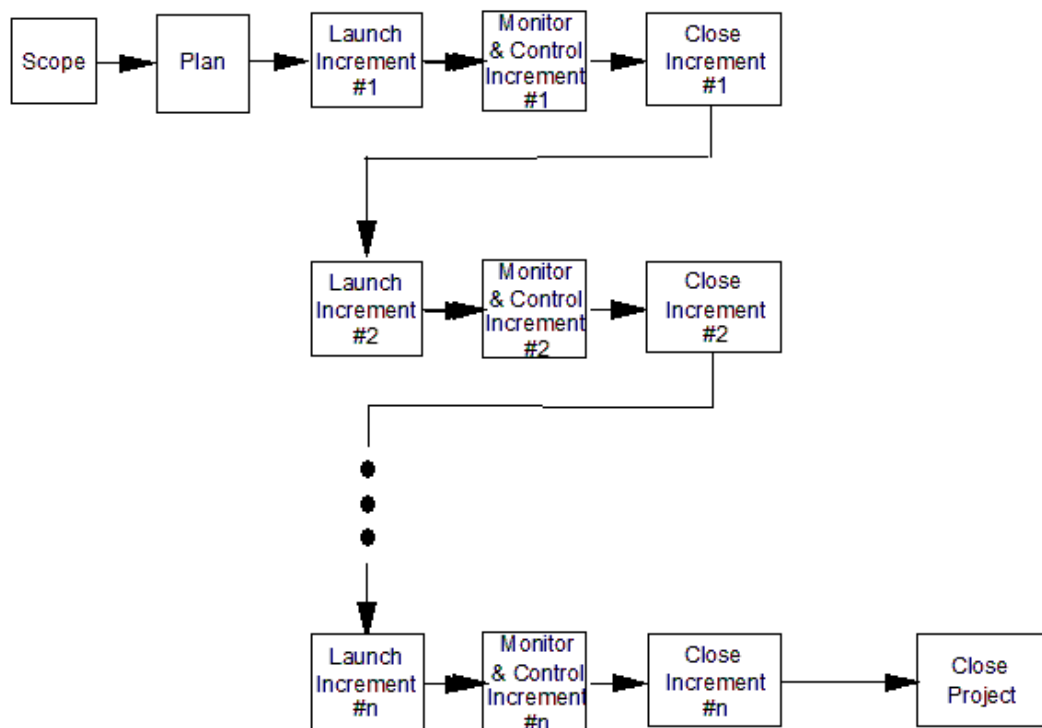 Scope
Plan
Launch
Increment
#1
Monitor
& Control
Increment
#1
Close
Increment
#1
Launch
Increment
#2
Monitor
& Control
Increment
#2
Close
Increment
#2
Launch
Increment
#n
Monitor
& Control
Increment
#n
Close
Increment
#n
Close
Project